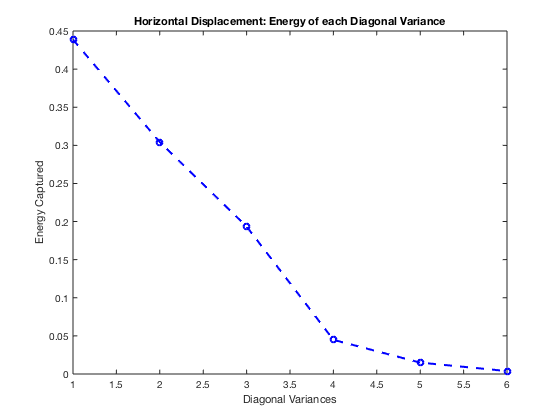 Horizontal Displacement: Energy of each Diagonal Variance
0.45
0.4
0.35
0.3
0.25
0.2
0.15
0.1
0.05
0
Energy Captured
1 1.5 2 2.5 3 3.5 4 4.5 5 5.5 6
Diagonal Variances